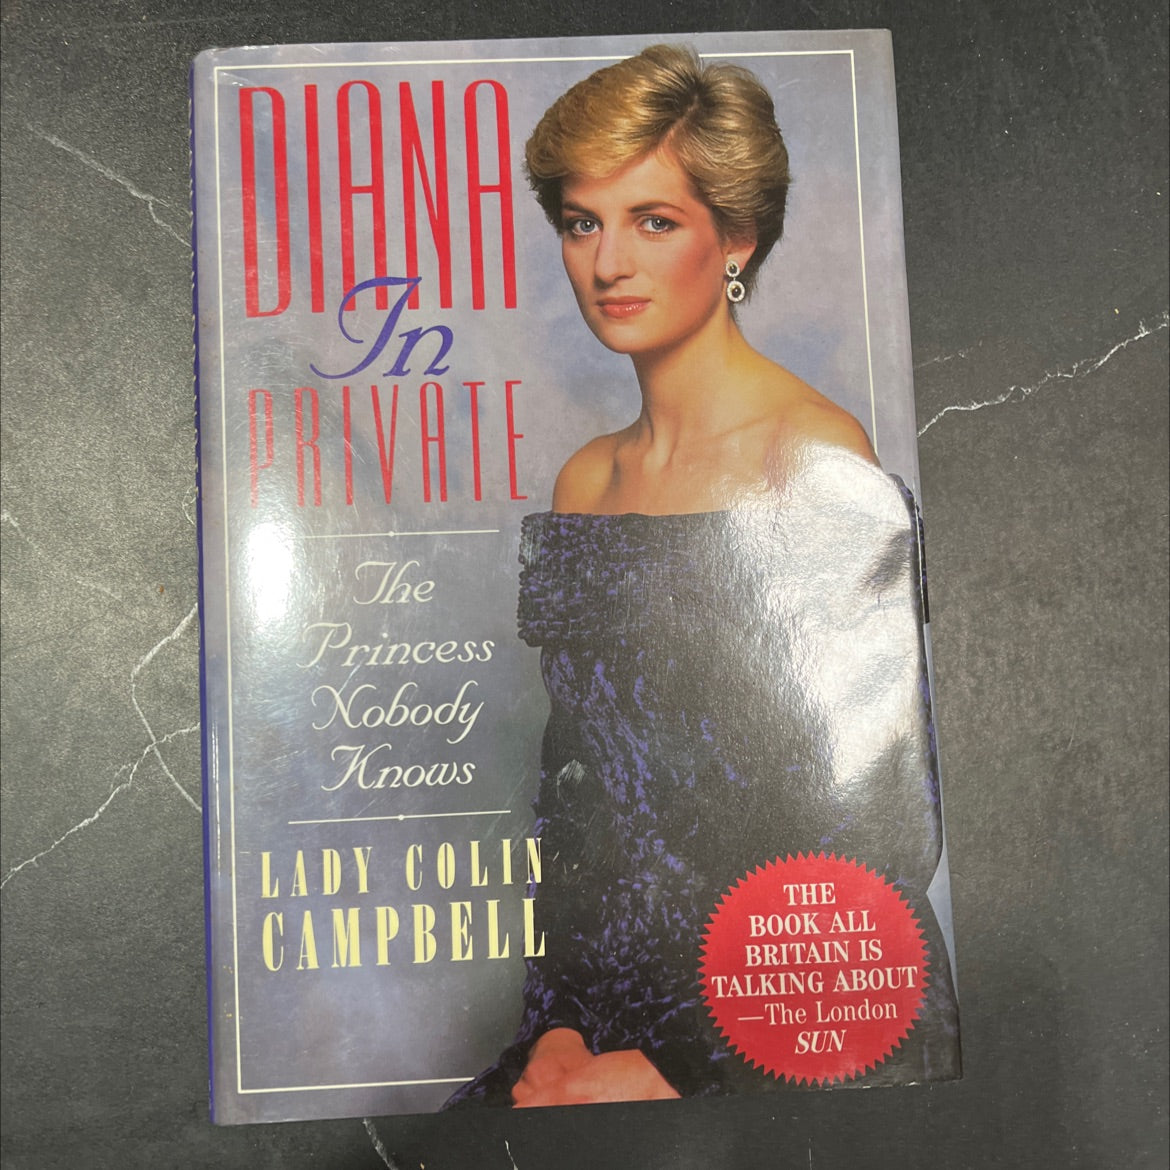 DIANA
In
PRIVATE
The
Princess
Nobody
Knows
LADY COLIN
CAMPBELL
THE
BOOK ALL
BRITAIN IS
TALKING ABOUT
—The London
SUN